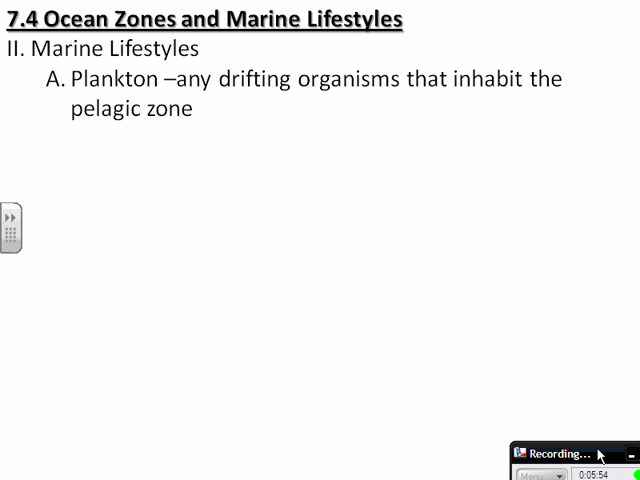 7.4 Ocean Zones and Marine Lifestyles
II. Marine Lifestyles
A. Plankton –any drifting organisms that inhabit the
pelagic zone
Recording...
Menu
0:05:54